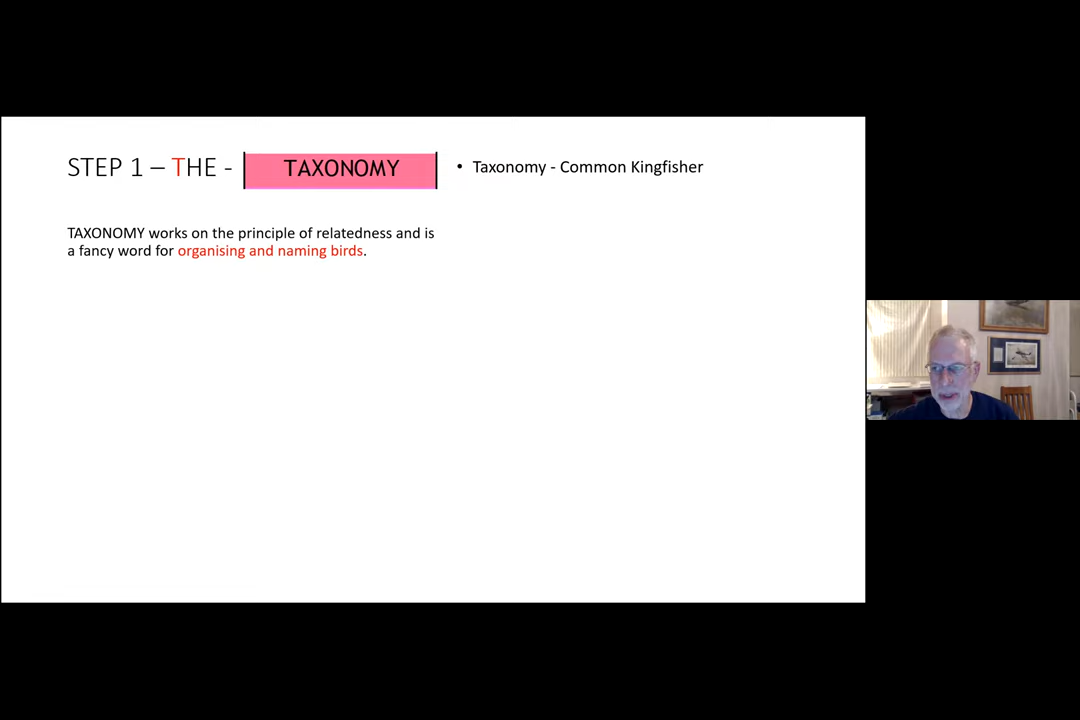 STEP 1 – THE - TAXONOMY
TAXONOMY works on the principle of relatedness and is
a fancy word for organising and naming birds.
• Taxonomy - Common Kingfisher